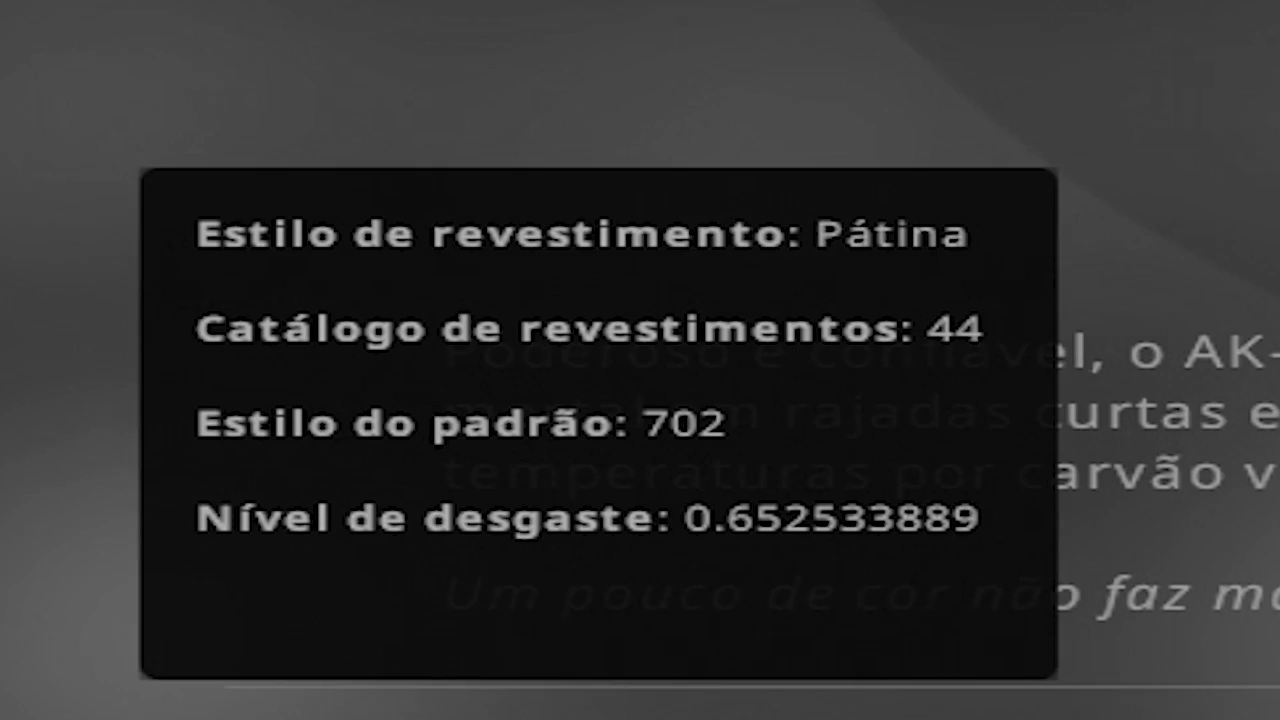 Estilo de revestimento: Pátina
Catálogo de revestimentos: 44
Poderoso e confiável, o AK-
Estilo do padrão: 702
rajadas curtas e
temperaturas por carvão v
Nível de desgaste: 0.652533889
Um pouco de cor não faz